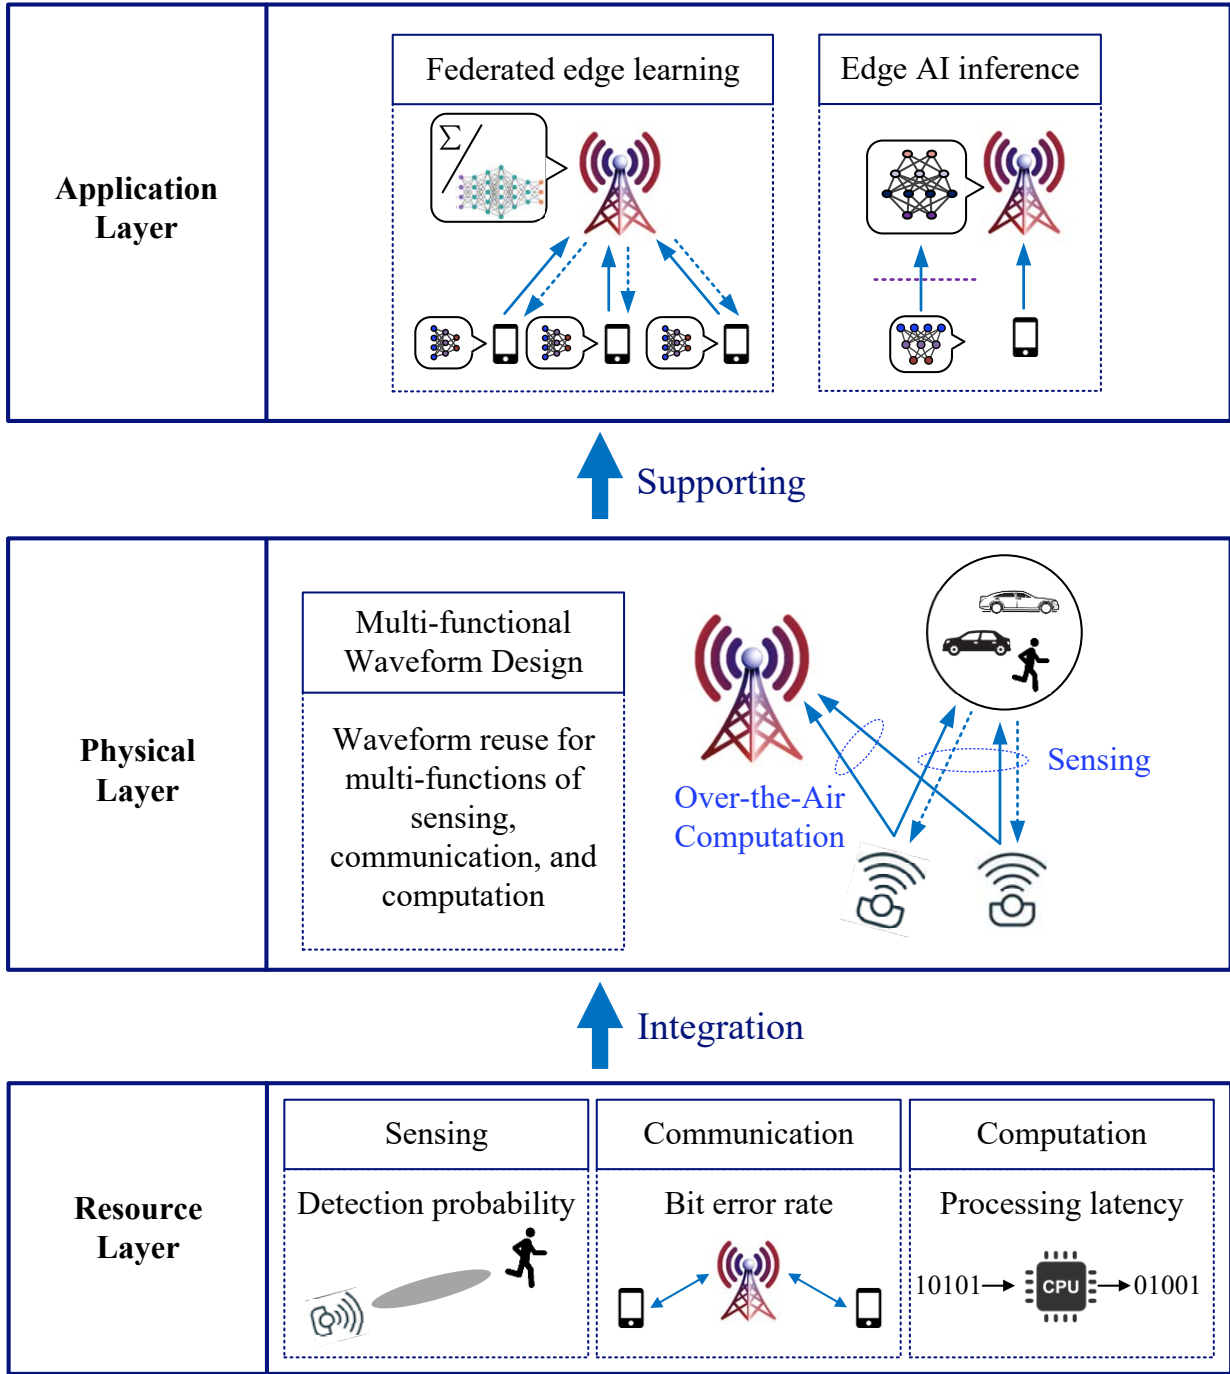 Application
Layer
Federated edge learning
Σ
Edge AI inference
Supporting
Physical
Layer
Multi-functional
Waveform Design
Waveform reuse for
multi-functions of
sensing,
communication, and
computation
Over-the-Air
Computation
Sensing
Integration
Resource
Layer
Sensing
Detection probability
Communication
Bit error rate
Computation
Processing latency
10101
CPU
01001